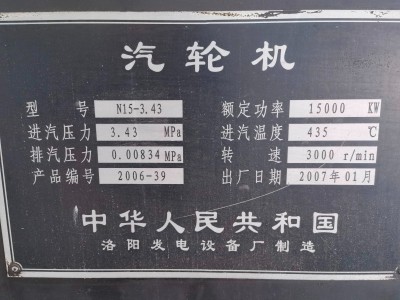 汽轮机
型号 N15-3.43 额定功率 15000 KW
进汽压力 3.43 MPa 进汽温度 435 ℃
排汽压力 0.00834 MPa 转速 3000 r/min
产品编号 2006-39 出厂日期 2007年01月
中华人民共和国
洛阳发电设备厂制造